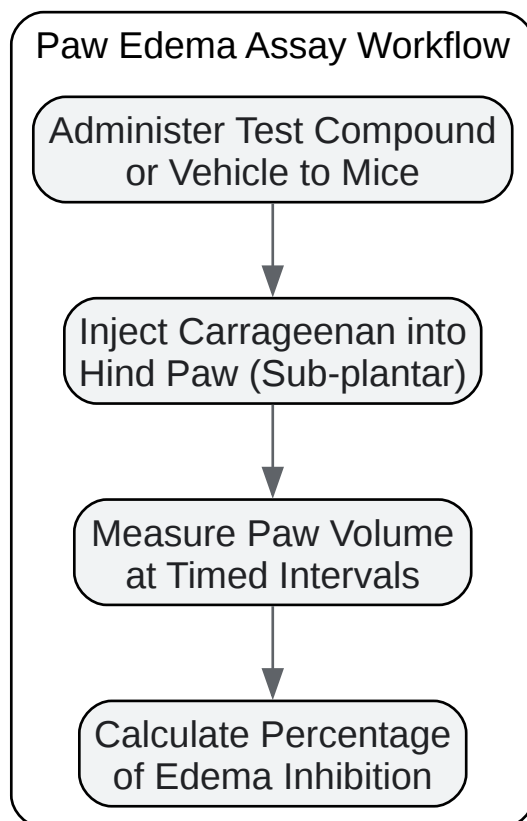 Paw Edema Assay Workflow
Administer Test Compound
or Vehicle to Mice
Inject Carrageenan into
Hind Paw (Sub-plantar)
Measure Paw Volume
at Timed Intervals
Calculate Percentage
of Edema Inhibition